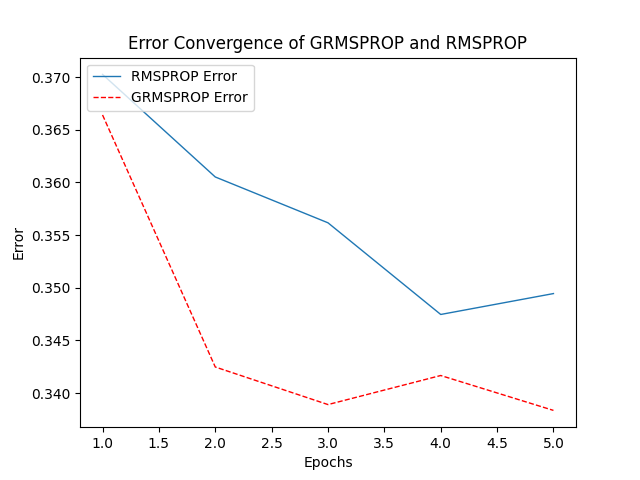 Error Convergence of GRMSPROP and RMSPROP
RMSPROP Error
GRMSPROP Error
Error
0.370
0.365
0.360
0.355
0.350
0.345
0.340
1.0 1.5 2.0 2.5 3.0 3.5 4.0 4.5 5.0
Epochs